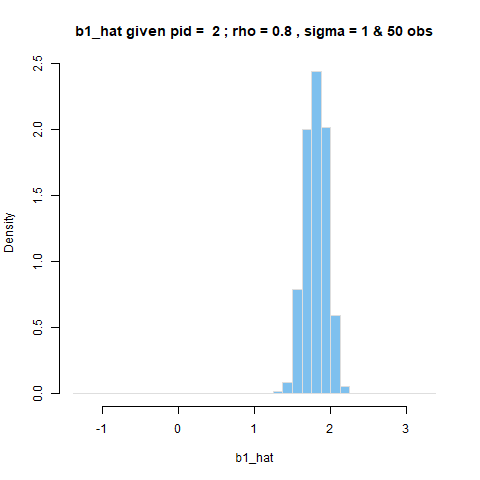 b1_hat given pid =  2 ; rho = 0.8 , sigma = 1 & 50 obs
2.5
2.0
1.5
1.0
0.5
0.0
Density
-1 0 1 2 3
b1_hat